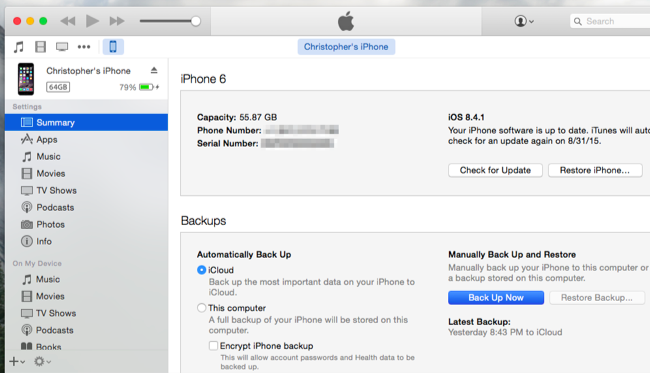 Search
Christopher's iPhone
Christopher's iPhone
64GB
79%
Settings
Summary
Apps
Music
Movies
TV Shows
Podcasts
Photos
Info
On My Device
Music
Movies
TV Shows
Podcasts
Books
iPhone 6
Capacity: 55.87 GB
Phone Number:
Serial Number:
iOS 8.4.1
Your iPhone software is up to date. iTunes will
check for an update again on 8/31/15.
Check for Update
Restore iPhone...
Backups
Automatically Back Up
iCloud
Back up the most important data on your iPhone to
iCloud.
This computer
A full backup of your iPhone will be stored on this
computer.
Encrypt iPhone backup
This will allow account passwords and Health data to be
backed up.
Manually Back Up and Restore
Manually back up your iPhone to this computer or
a backup stored on this computer.
Back Up Now
Restore Backup...
Latest Backup:
Yesterday 8:43 PM to iCloud